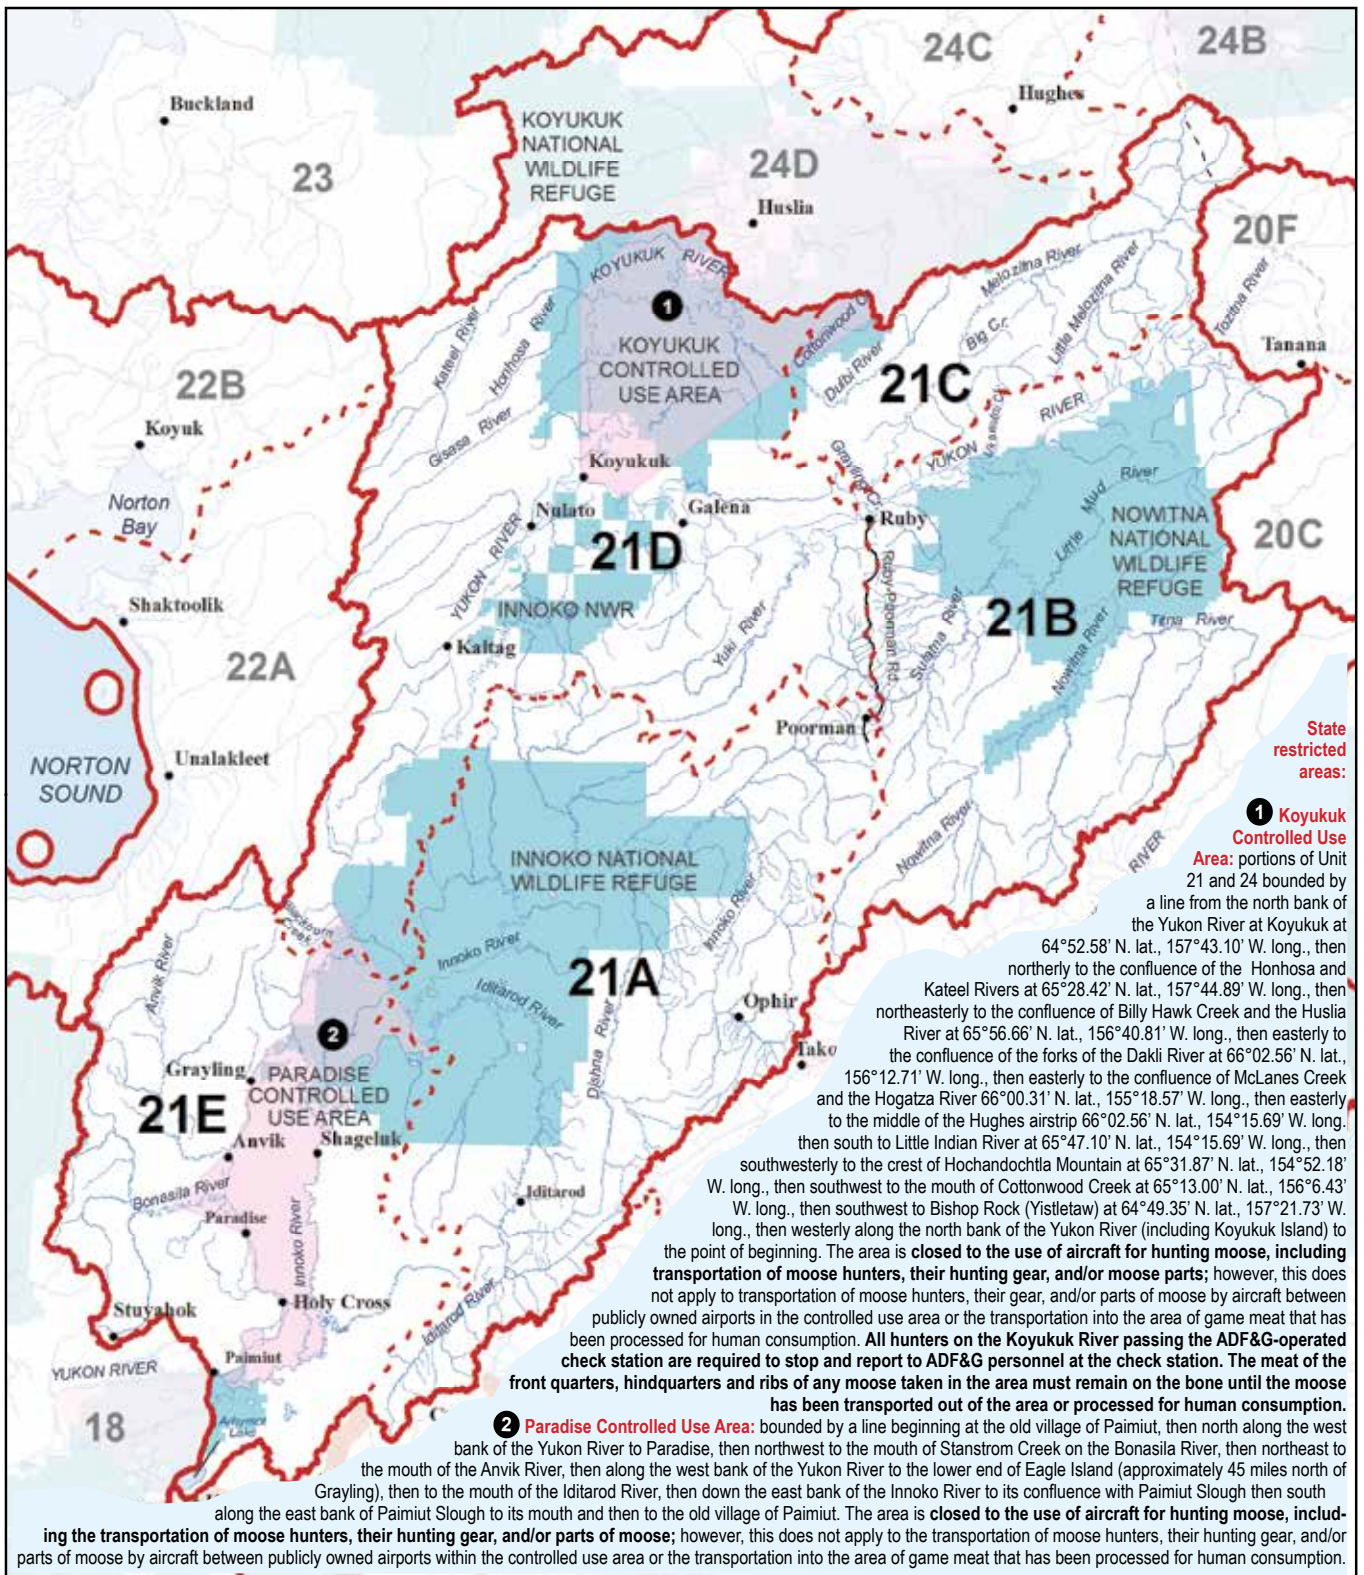 24C
24B
Buckland
Hughes
KOYUKUK
NATIONAL
WILDLIFE
REFUGE
23
24D
Huslia
20F
KOYUKUK RIVER
Melozitna River
Little Melozitna River
Tozitna River
1
Kateel River
Honhosa River
Cottonwood
Big Cr.
KOYUKUK
CONTROLLED
USE AREA
Dulbi River
Tanana
22B
21C
Koyuk
Gisasa River
YUKON RIVER
Grayling Cr.
Koyukuk
Norton
Bay
Little Mud River
Nulato
Galena
Ruby
NOWITNA
NATIONAL
WILDLIFE
REFUGE
20C
21D
YUKON RIVER
Ruby-Poorman Rd.
Shaktoolik
INNOKO NWR
21B
Titna River
Kaltag
Yuki River
Sulatna River
Nowitna River
22A
Poorman
Unalakleet
NORTON
SOUND
INNOKO NATIONAL
WILDLIFE REFUGE
Nowitna River
RIVER
Creek
Anvik River
Innoko River
Innoko River
21A
Iditarod River
Ophir
2
Dishna River
Tako
Grayling
PARADISE
CONTROLLED
USE AREA
21E
Anvik
Shageluk
Bonasila River
Iditarod
Paradise
Innoko River
Holy Cross
Stuyahok
Iditarod River
YUKON RIVER
Paimiut
18
Lake
State
restricted
areas:
1 Koyukuk
Controlled Use
Area: portions of Unit
21 and 24 bounded by
a line from the north bank of
the Yukon River at Koyukuk at
64°52.58' N. lat., 157°43.10' W. long., then
northerly to the confluence of the Honhosa and
Kateel Rivers at 65°28.42' N. lat., 157°44.89' W. long., then
northeasterly to the confluence of Billy Hawk Creek and the Huslia
River at 65°56.66' N. lat., 156°40.81' W. long., then easterly to
the confluence of the forks of the Dakli River at 66°02.56' N. lat.,
156°12.71' W. long., then easterly to the confluence of McLanes Creek
and the Hogatza River 66°00.31' N. lat., 155°18.57' W. long., then easterly
to the middle of the Hughes airstrip 66°02.56' N. lat., 154°15.69' W. long.
then south to Little Indian River at 65°47.10' N. lat., 154°15.69' W. long., then
southwesterly to the crest of Hochandochtla Mountain at 65°31.87' N. lat., 154°52.18'
W. long., then southwest to the mouth of Cottonwood Creek at 65°13.00' N. lat., 156°6.43'
W. long., then southwest to Bishop Rock (Yistletaw) at 64°49.35' N. lat., 157°21.73' W.
long., then westerly along the north bank of the Yukon River (including Koyukuk Island) to
the point of beginning. The area is closed to the use of aircraft for hunting moose, including
transportation of moose hunters, their hunting gear, and/or moose parts; however, this does
not apply to transportation of moose hunters, their gear, and/or parts of moose by aircraft between
publicly owned airports in the controlled use area or the transportation into the area of game meat that has
been processed for human consumption. All hunters on the Koyukuk River passing the ADF&G-operated
check station are required to stop and report to ADF&G personnel at the check station. The meat of the
front quarters, hindquarters and ribs of any moose taken in the area must remain on the bone until the moose
has been transported out of the area or processed for human consumption.
2 Paradise Controlled Use Area: bounded by a line beginning at the old village of Paimiut, then north along the west
bank of the Yukon River to Paradise, then northwest to the mouth of Stanstrom Creek on the Bonasila River, then northeast to
the mouth of the Anvik River, then along the west bank of the Yukon River to the lower end of Eagle Island (approximately 45 miles north of
Grayling), then to the mouth of the Iditarod River, then down the east bank of the Innoko River to its confluence with Paimiut Slough then south
along the east bank of Paimiut Slough to its mouth and then to the old village of Paimiut. The area is closed to the use of aircraft for hunting moose, includ-
ing the transportation of moose hunters, their hunting gear, and/or parts of moose; however, this does not apply to the transportation of moose hunters, their hunting gear, and/or
parts of moose by aircraft between publicly owned airports within the controlled use area or the transportation into the area of game meat that has been processed for human consumption.